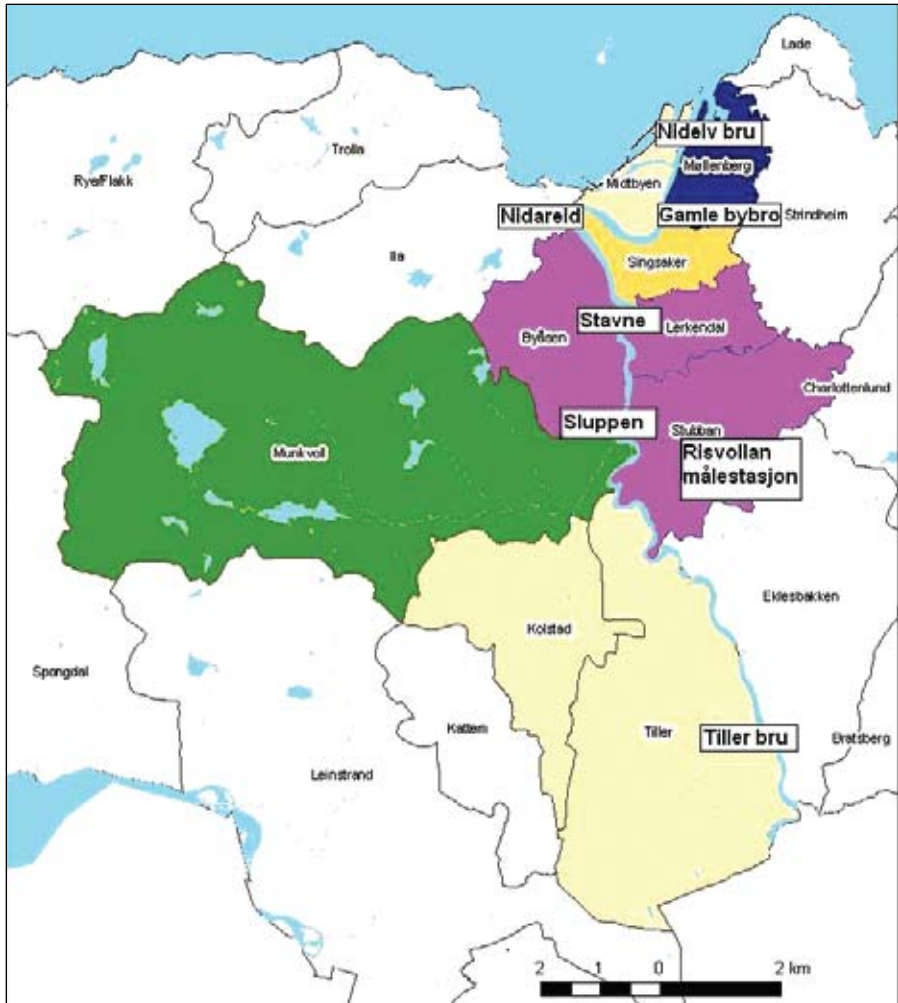 Lade
Nidelv bru
Trolla
Møllenberg
Rye/Flakk
Midtbyen
Nidareid
Gamle bybro
Strindheim
Ila
Singsaker
Stavne
Lerkendal
Byåsen
Charlottenlund
Sluppen
Stubban
Munkvoll
Risvollan
målestasjon
Eklesbakken
Kolstad
Spongdal
Kattem
Tiller
Tiller bru
Bratsberg
Leinstrand
2 1 0 2 km